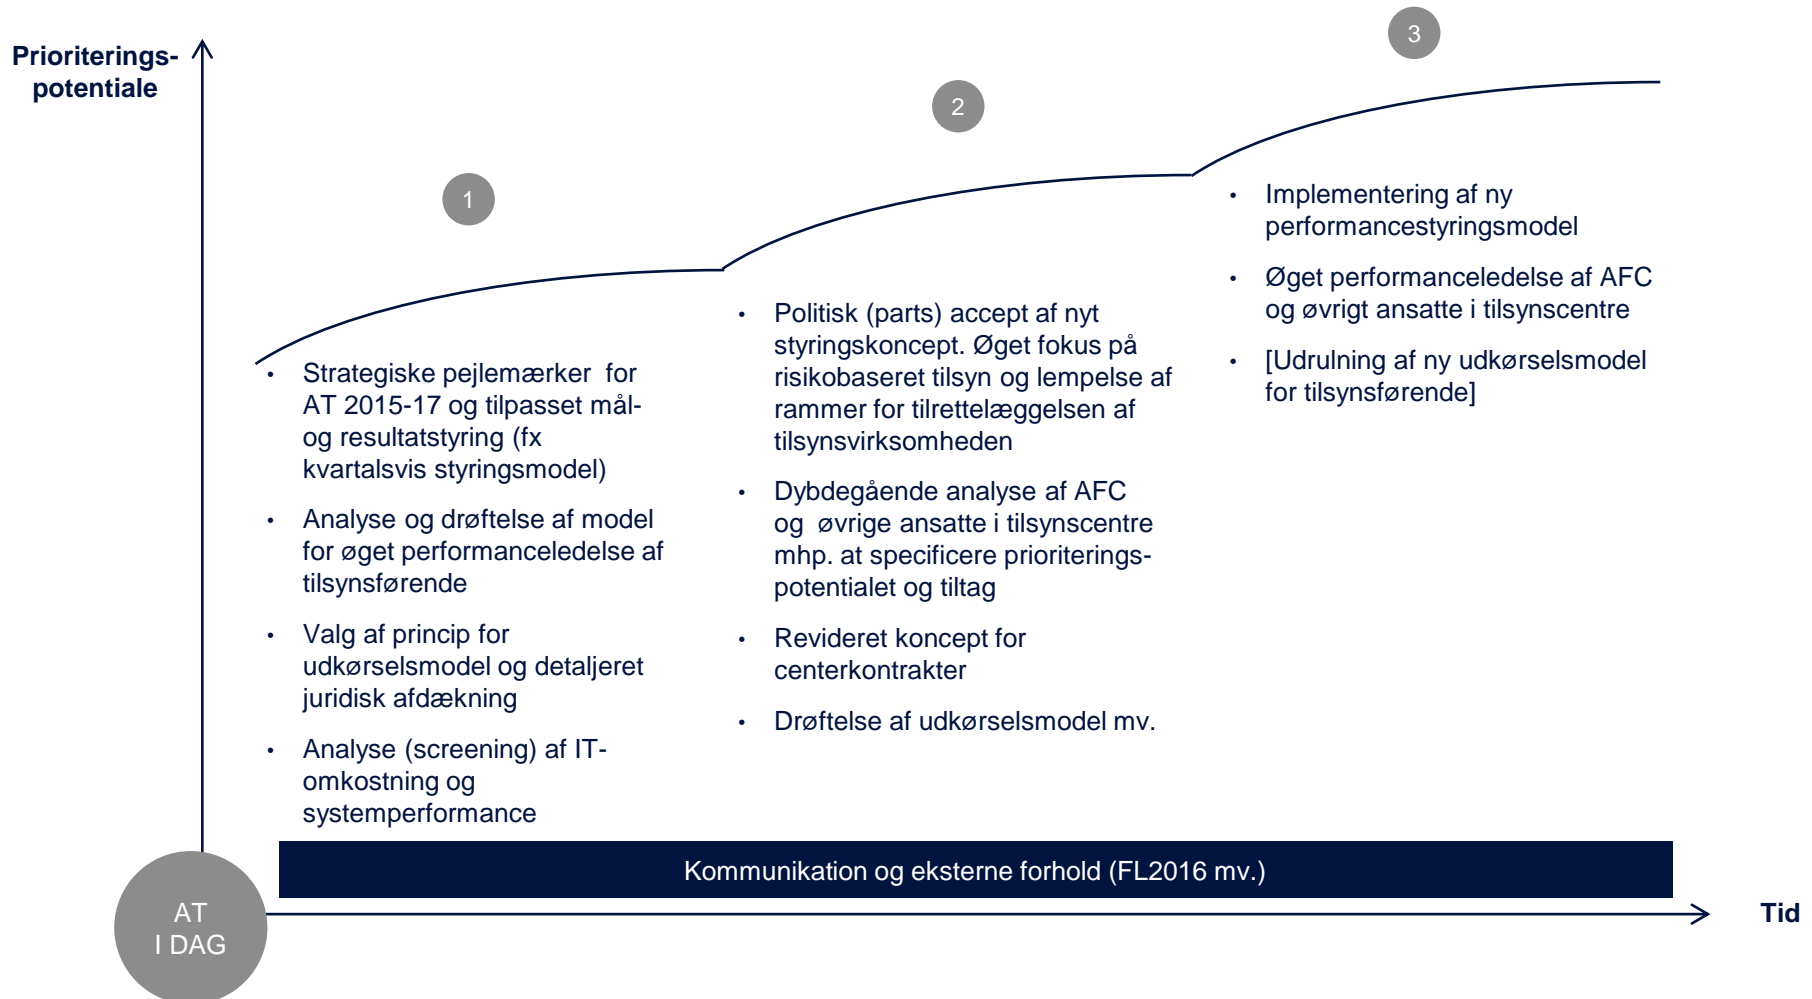 Prioriterings-
potentiale
1
• Strategiske pejlemærker for
AT 2015-17 og tilpasset mål-
og resultatstyring (fx
kvartalsvis styringsmodel)
• Analyse og drøftelse af model
for øget performanceledelse af
tilsynsførende
• Valg af princip for
udkørselsmodel og detaljeret
juridisk afdækning
• Analyse (screening) af IT-
omkostning og
systemperformance
2
• Politisk (parts) accept af nyt
styringskoncept. Øget fokus på
risikobaseret tilsyn og lempelse af
rammer for tilrettelæggelsen af
tilsynsvirksomheden
• Dybdegående analyse af AFC
og øvrige ansatte i tilsynscentre
mhp. at specificere prioriterings-
potentialet og tiltag
• Revideret koncept for
centerkontrakter
• Drøftelse af udkørselsmodel mv.
3
• Implementering af ny
performancestyringsmodel
• Øget performanceledelse af AFC
og øvrigt ansatte i tilsynscentre
• [Udrulning af ny udkørselsmodel
for tilsynsførende]
Kommunikation og eksterne forhold (FL2016 mv.)
AT
I DAG
Tid